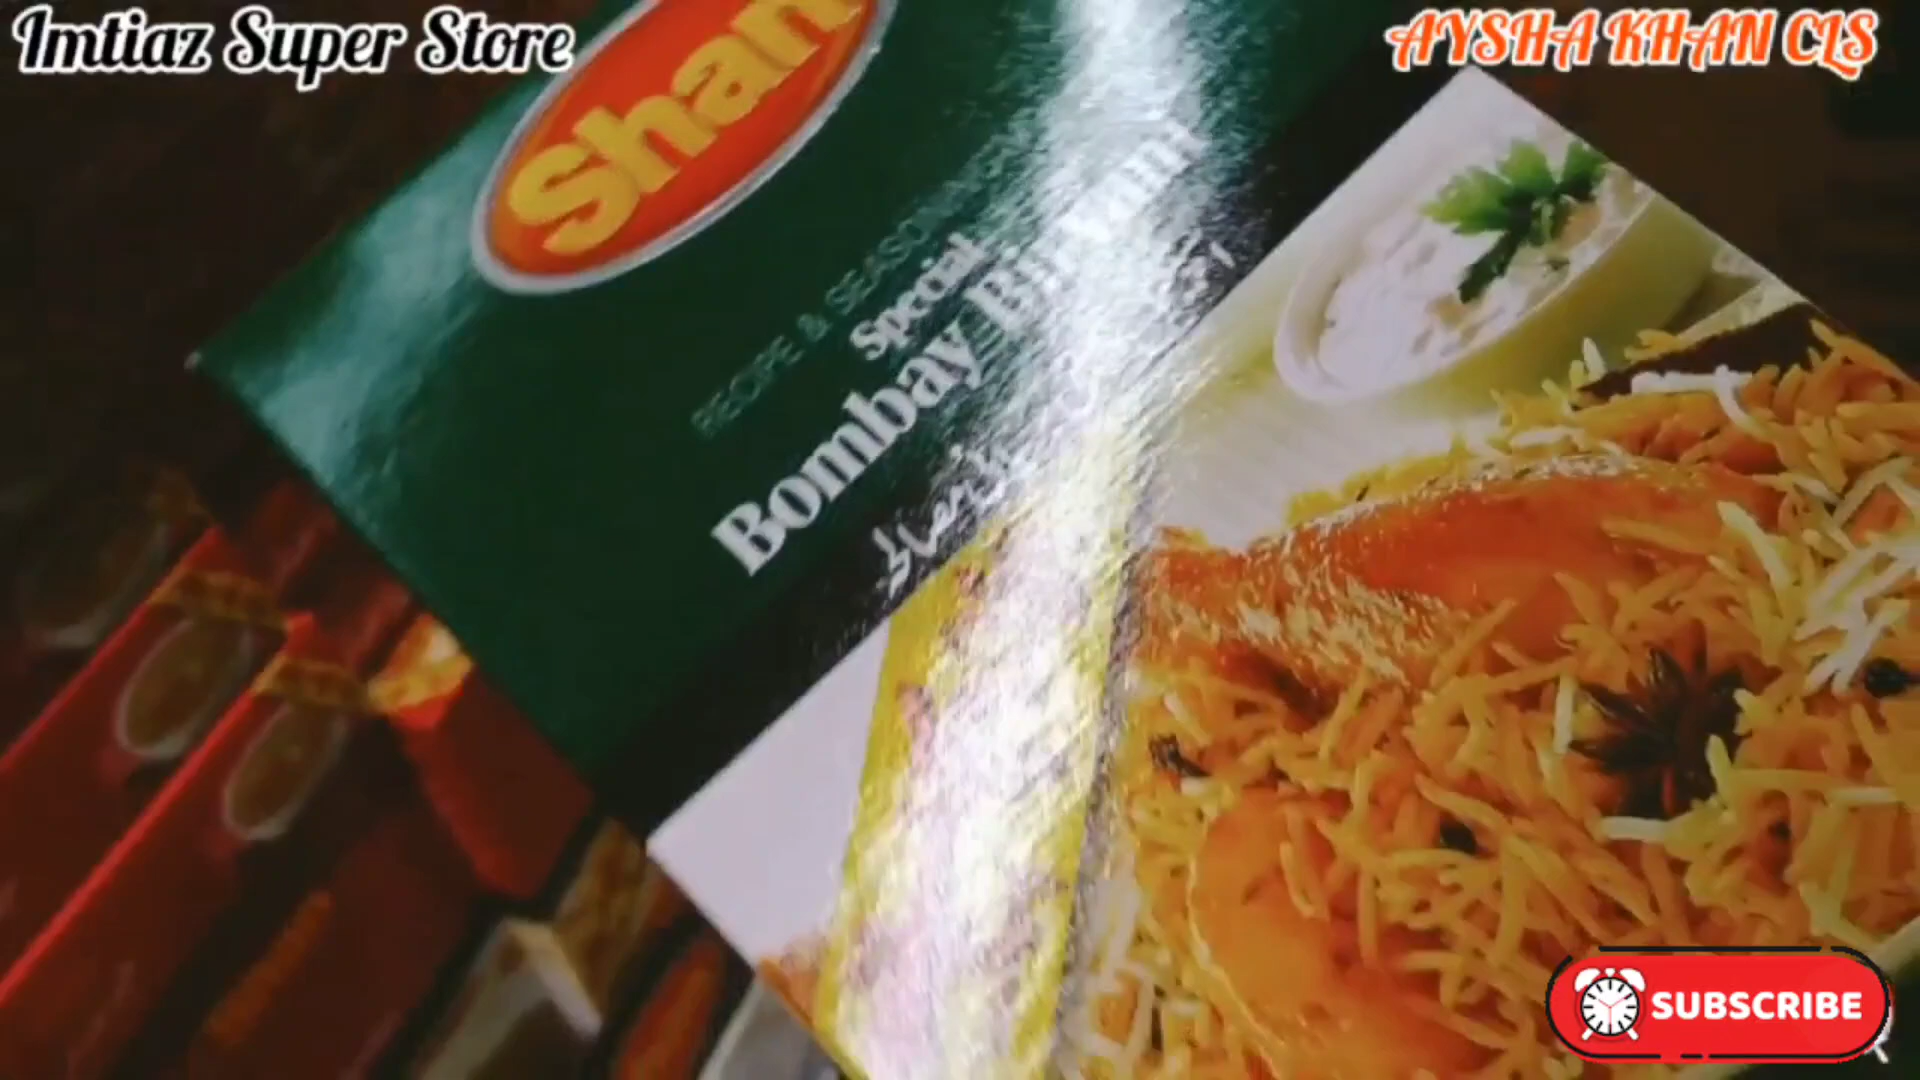 Imtiaz Super Store
AYSHA KHAN CLS
Shan
RECIPE & SEASONING
Special
Bombay Biryani
SUBSCRIBE